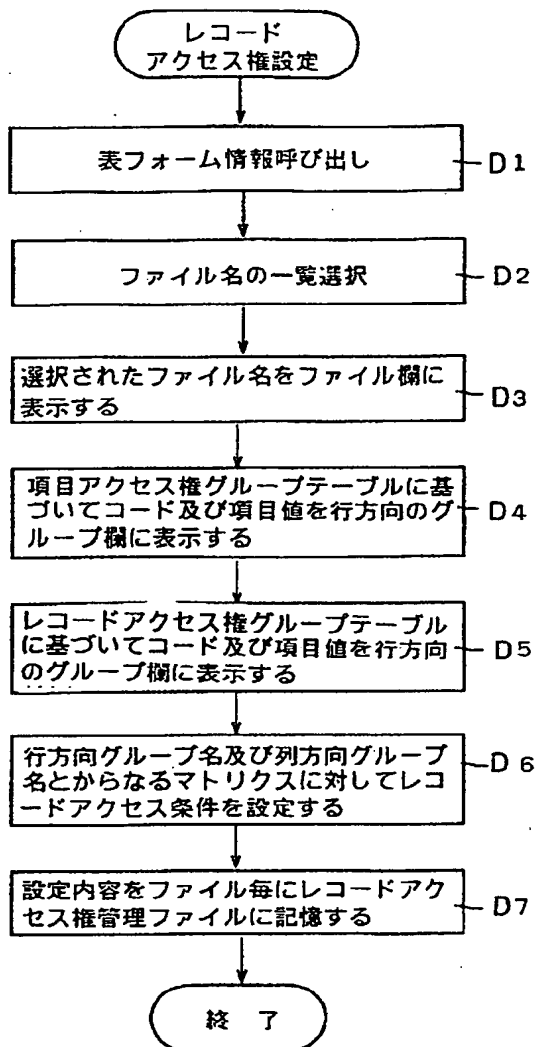 レコード
アクセス権設定
表フォーム情報呼び出し
D1
ファイル名の一覧選択
D2
選択されたファイル名をファイル欄に
表示する
D3
項目アクセス権グループテーブルに基
づいてコード及び項目値を行方向のグ
ループ欄に表示する
D4
レコードアクセス権グループテーブル
に基づいてコード及び項目値を行方向
のグループ欄に表示する
D5
行方向グループ名及び列方向グループ
名とからなるマトリクスに対してレコ
ードアクセス条件を設定する
D6
設定内容をファイル毎にレコードアク
セス権管理ファイルに記憶する
D7
終 了